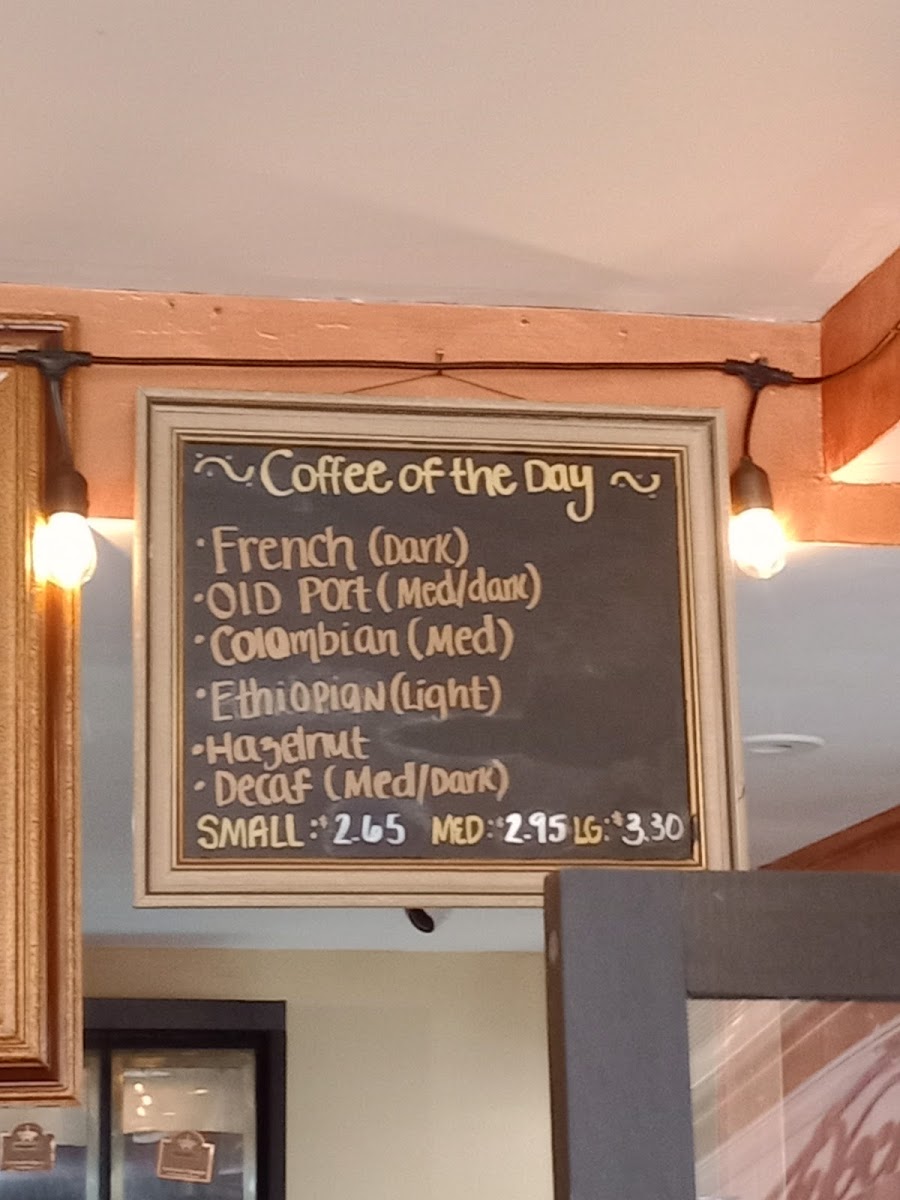 ~ Coffee of the Day ~
• French (Dark)
• OlD Port (Med/dark)
• Colombian (Med)
• EthiOPiaN (Light)
• Hazelnut
• Decaf (Med/Dark)
SMALL: $2.65 MED: $2.95 LG: $3.30